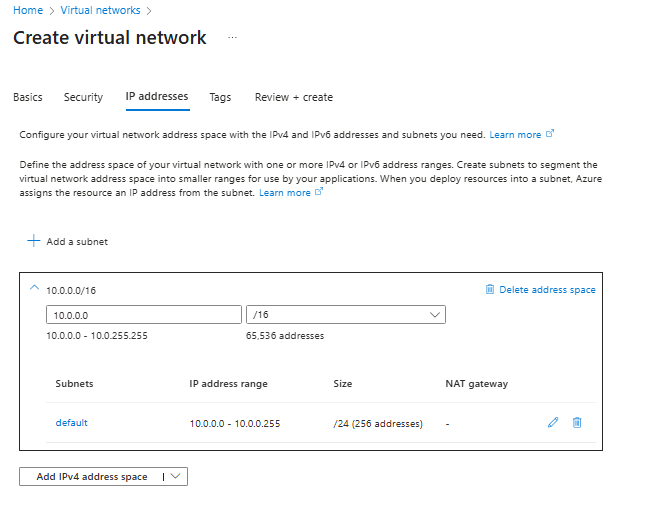 Home > Virtual networks >
Create virtual network ...
Basics Security IP addresses Tags Review + create
Configure your virtual network address space with the IPv4 and IPv6 addresses and subnets you need. Learn more
Define the address space of your virtual network with one or more IPv4 or IPv6 address ranges. Create subnets to segment the
virtual network address space into smaller ranges for use by your applications. When you deploy resources into a subnet, Azure
assigns the resource an IP address from the subnet. Learn more
+ Add a subnet
10.0.0.0/16 Delete address space
10.0.0.0 /16
10.0.0.0 - 10.0.255.255 65,536 addresses
Subnets IP address range Size NAT gateway
default 10.0.0.0 - 10.0.0.255 /24 (256 addresses) -
Add IPv4 address space |